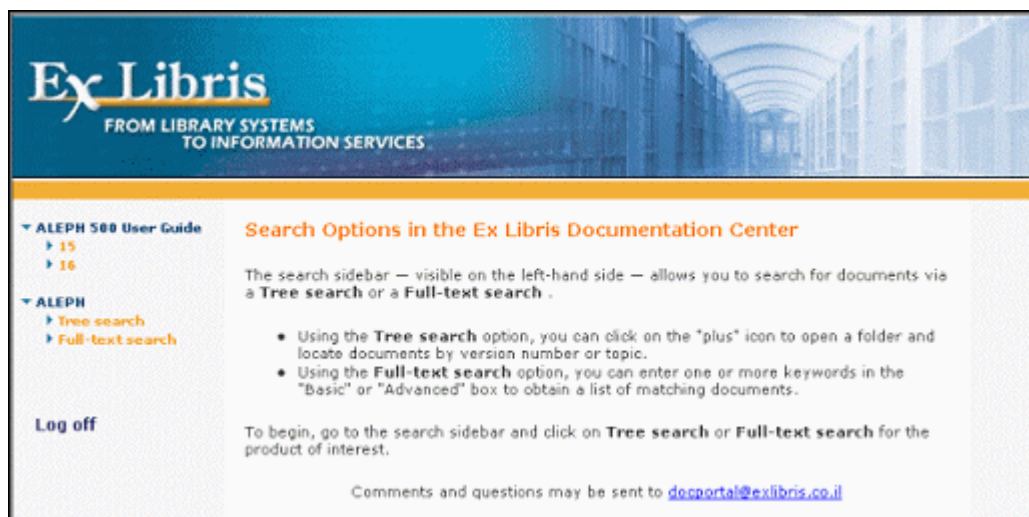 Ex Libris
FROM LIBRARY SYSTEMS
TO INFORMATION SERVICES
ALEPH 500 User Guide
15
16
ALEPH
Tree search
Full-text search
Log off
Search Options in the Ex Libris Documentation Center
The search sidebar — visible on the left-hand side — allows you to search for documents via
a Tree search or a Full-text search .
Using the Tree search option, you can click on the "plus" icon to open a folder and
locate documents by version number or topic.
Using the Full-text search option, you can enter one or more keywords in the
"Basic" or "Advanced" box to obtain a list of matching documents.
To begin, go to the search sidebar and click on Tree search or Full-text search for the
product of interest.
Comments and questions may be sent to docportal@exlibris.co.il